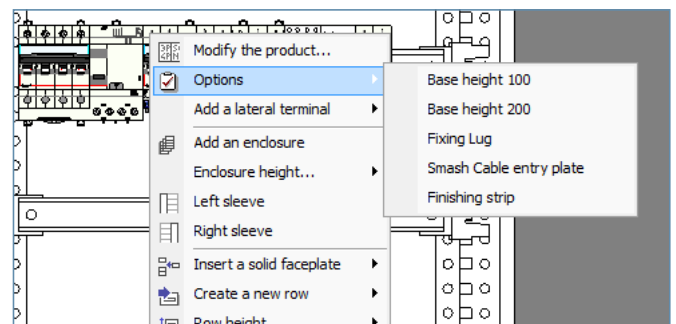 Modify the product...
Options
Add a lateral terminal
Add an enclosure
Enclosure height...
Left sleeve
Right sleeve
Insert a solid faceplate
Create a new row
Row height
Base height 100
Base height 200
Fixing Lug
Smash Cable entry plate
Finishing strip